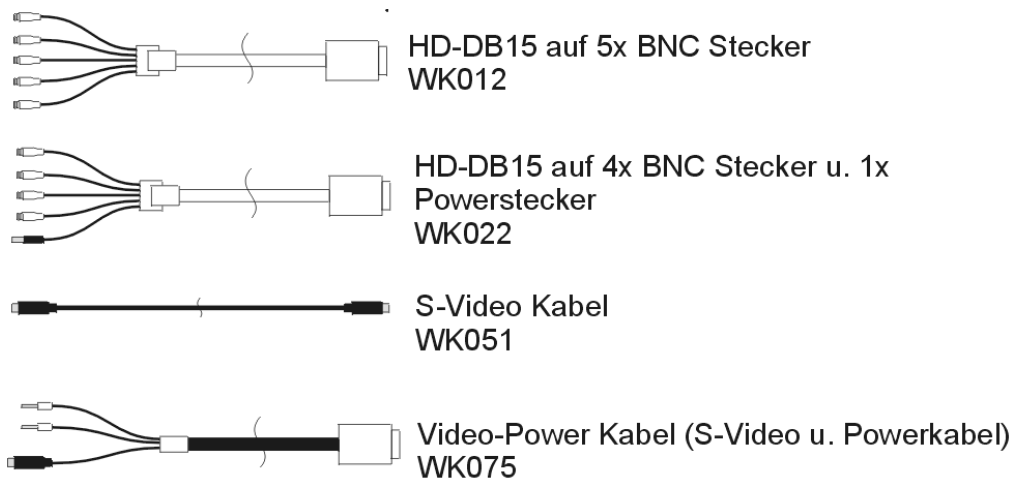 HD-DB15 auf 5x BNC Stecker
WK012
HD-DB15 auf 4x BNC Stecker u. 1x
Powerstecker
WK022
S-Video Kabel
WK051
Video-Power Kabel (S-Video u. Powerkabel)
WK075